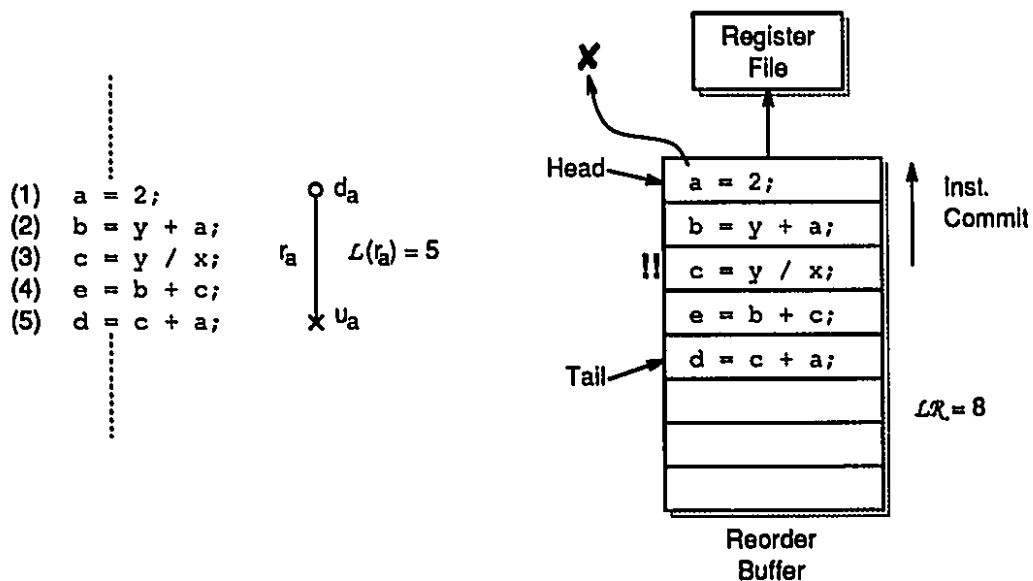 (1) a = 2;
(2) b = y + a;
(3) c = y / x;
(4) e = b + c;
(5) d = c + a;
d_a
r_a
ℒ(r_a) = 5
u_a
Register
File
Head
a = 2;
b = y + a;
!! c = y / x;
e = b + c;
Tail
d = c + a;
Inst.
Commit
ℒℛ = 8
Reorder
Buffer